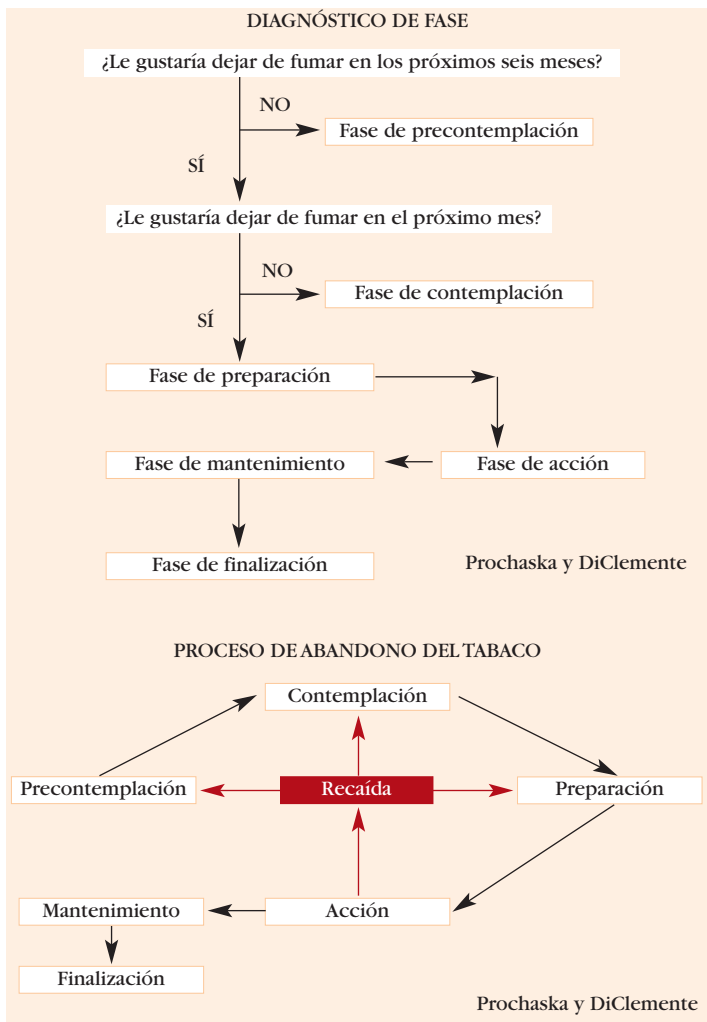 DIAGNÓSTICO DE FASE
¿Le gustaría dejar de fumar en los próximos seis meses?
NO
Fase de precontemplación
SÍ
¿Le gustaría dejar de fumar en el próximo mes?
NO
Fase de contemplación
SÍ
Fase de preparación
Fase de mantenimiento
Fase de acción
Fase de finalización
Prochaska y DiClemente
PROCESO DE ABANDONO DEL TABACO
Contemplación
Precontemplación
Recaída
Preparación
Mantenimiento
Acción
Finalización
Prochaska y DiClemente